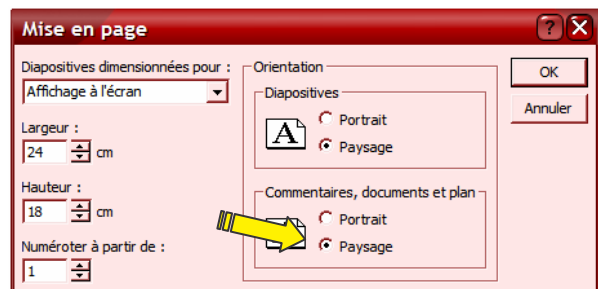 Mise en page
Diapositives dimensionnées pour :
Affichage à l'écran
Largeur :
24 cm
Hauteur :
18 cm
Numéroter à partir de :
1
Orientation
Diapositives
A
Portrait
Paysage
Commentaires, documents et plan
Portrait
Paysage
?
X
OK
Annuler